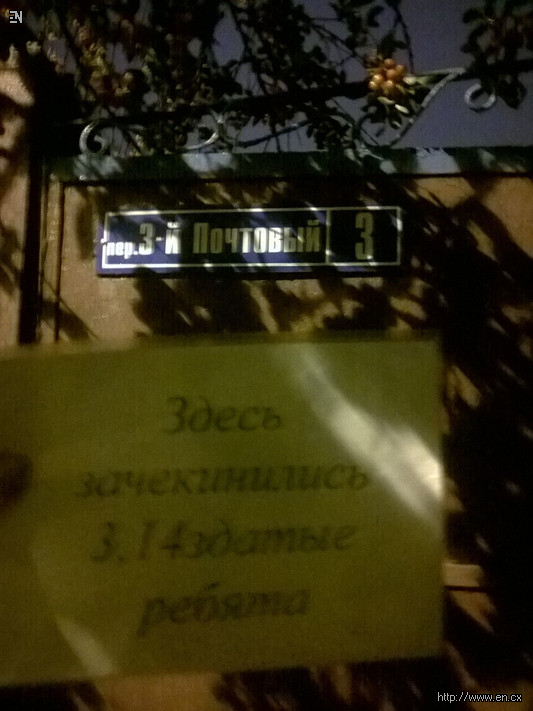 EN
пер. 3-й Почтовый 3
Здесь
зачекинились
3,14здатые
ребята
http://www.en.cx